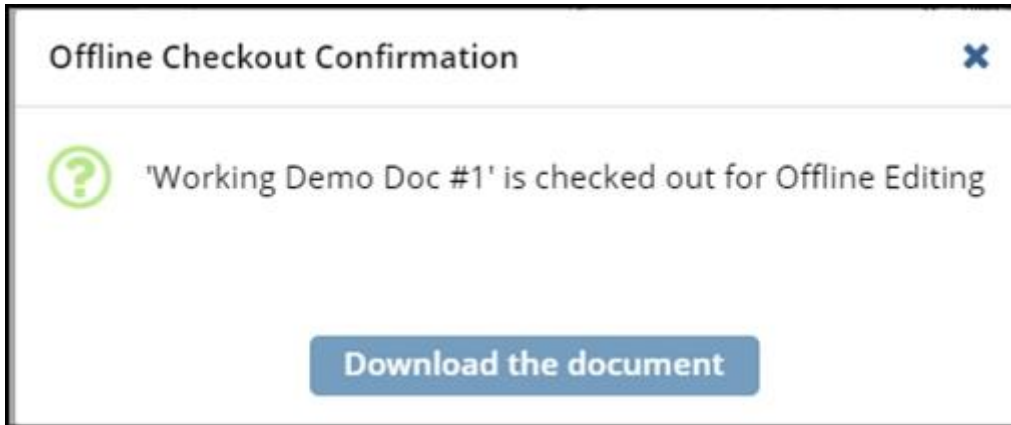 Offline Checkout Confirmation
'Working Demo Doc #1' is checked out for Offline Editing
Download the document